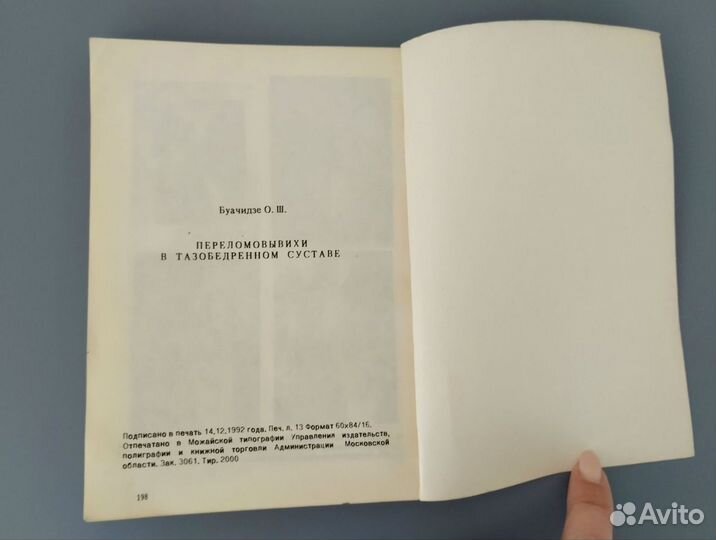 Буачидзе О. Ш.
ПЕРЕЛОМОВЫВИХИ
В ТАЗОБЕДРЕННОМ СУСТАВЕ
Подписано в печать 14.12.1992 года. Печ. л. 13 Формат 60х84/16.
Отпечатано в Можайской типографии Управления издательств,
полиграфии и книжной торговли Администрации Московской
области. Зак. 3061. Тир. 2000
198
Avito